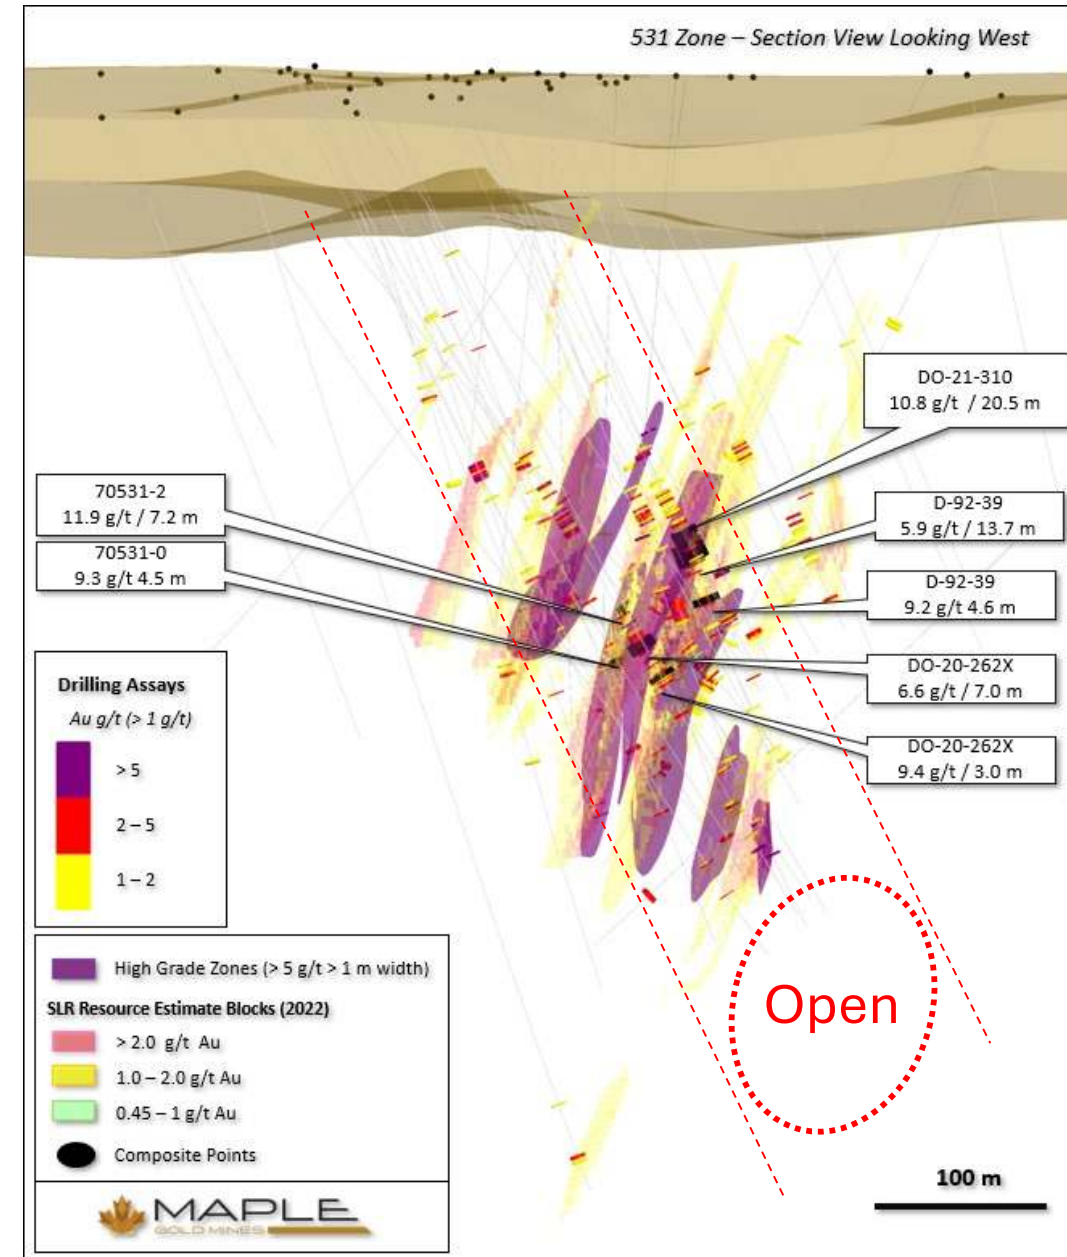 531 Zone – Section View Looking West
DO-21-310
10.8 g/t / 20.5 m
70531-2
11.9 g/t / 7.2 m
D-92-39
5.9 g/t / 13.7 m
70531-0
9.3 g/t 4.5 m
D-92-39
9.2 g/t 4.6 m
DO-20-262X
6.6 g/t / 7.0 m
DO-20-262X
9.4 g/t / 3.0 m
Drilling Assays
Au g/t (> 1 g/t)
> 5
2 – 5
1 – 2
High Grade Zones (> 5 g/t > 1 m width)
SLR Resource Estimate Blocks (2022)
> 2.0 g/t Au
1.0 – 2.0 g/t Au
0.45 – 1 g/t Au
Composite Points
Open
100 m
MAPLE
GOLD MINES